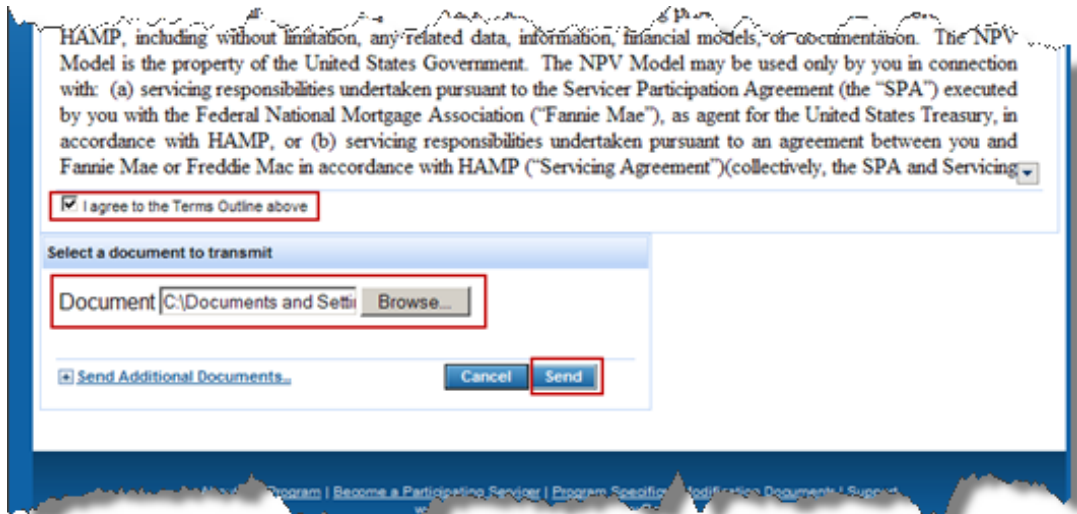 HAMP, including without limitation, any related data, information, financial models, or documentation. The NPV
Model is the property of the United States Government. The NPV Model may be used only by you in connection
with: (a) servicing responsibilities undertaken pursuant to the Servicer Participation Agreement (the “SPA”) executed
by you with the Federal National Mortgage Association (“Fannie Mae”), as agent for the United States Treasury, in
accordance with HAMP, or (b) servicing responsibilities undertaken pursuant to an agreement between you and
Fannie Mae or Freddie Mac in accordance with HAMP (“Servicing Agreement”)(collectively, the SPA and Servicing
I agree to the Terms Outline above
Select a document to transmit
Document C:\Documents and Settin Browse...
Send Additional Documents... Cancel Send
Program | Become a Participating Servicer | Program Specific Modification Documents | Support